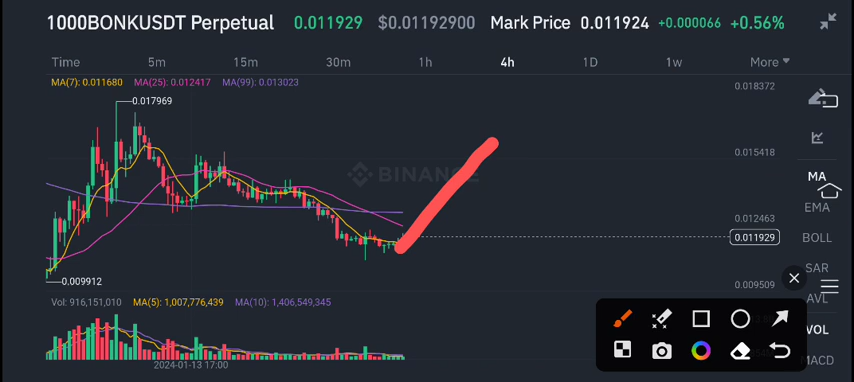 1000BONKUSDT Perpetual 0.011929 $0.01192900 Mark Price 0.011924 +0.000066 +0.56%
Time 5m 15m 30m 1h 4h 1D 1w More
MA(7): 0.011680 MA(25): 0.012417 MA(99): 0.013023
0.018372
0.017969
0.015418
BINANCE
MA
EMA
0.012463
0.011929
BOLL
SAR
0.009912
0.009509
AVL
Vol: 916,151,010 MA(5): 1,007,776,439 MA(10): 1,406,549,345
VOL
MACD
2024-01-13 17:00